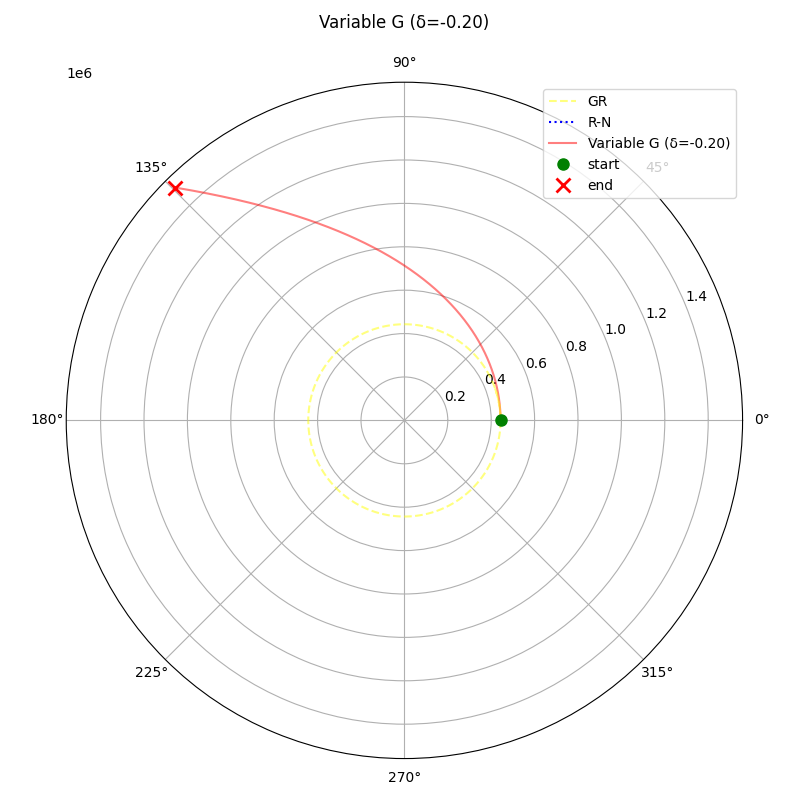 Variable G (δ=-0.20)
1e6
90°
GR
R-N
Variable G (δ=-0.20)
start
end
135°
45°
1.4
1.2
1.0
0.8
0.6
0.4
0.2
180°
0°
225°
315°
270°